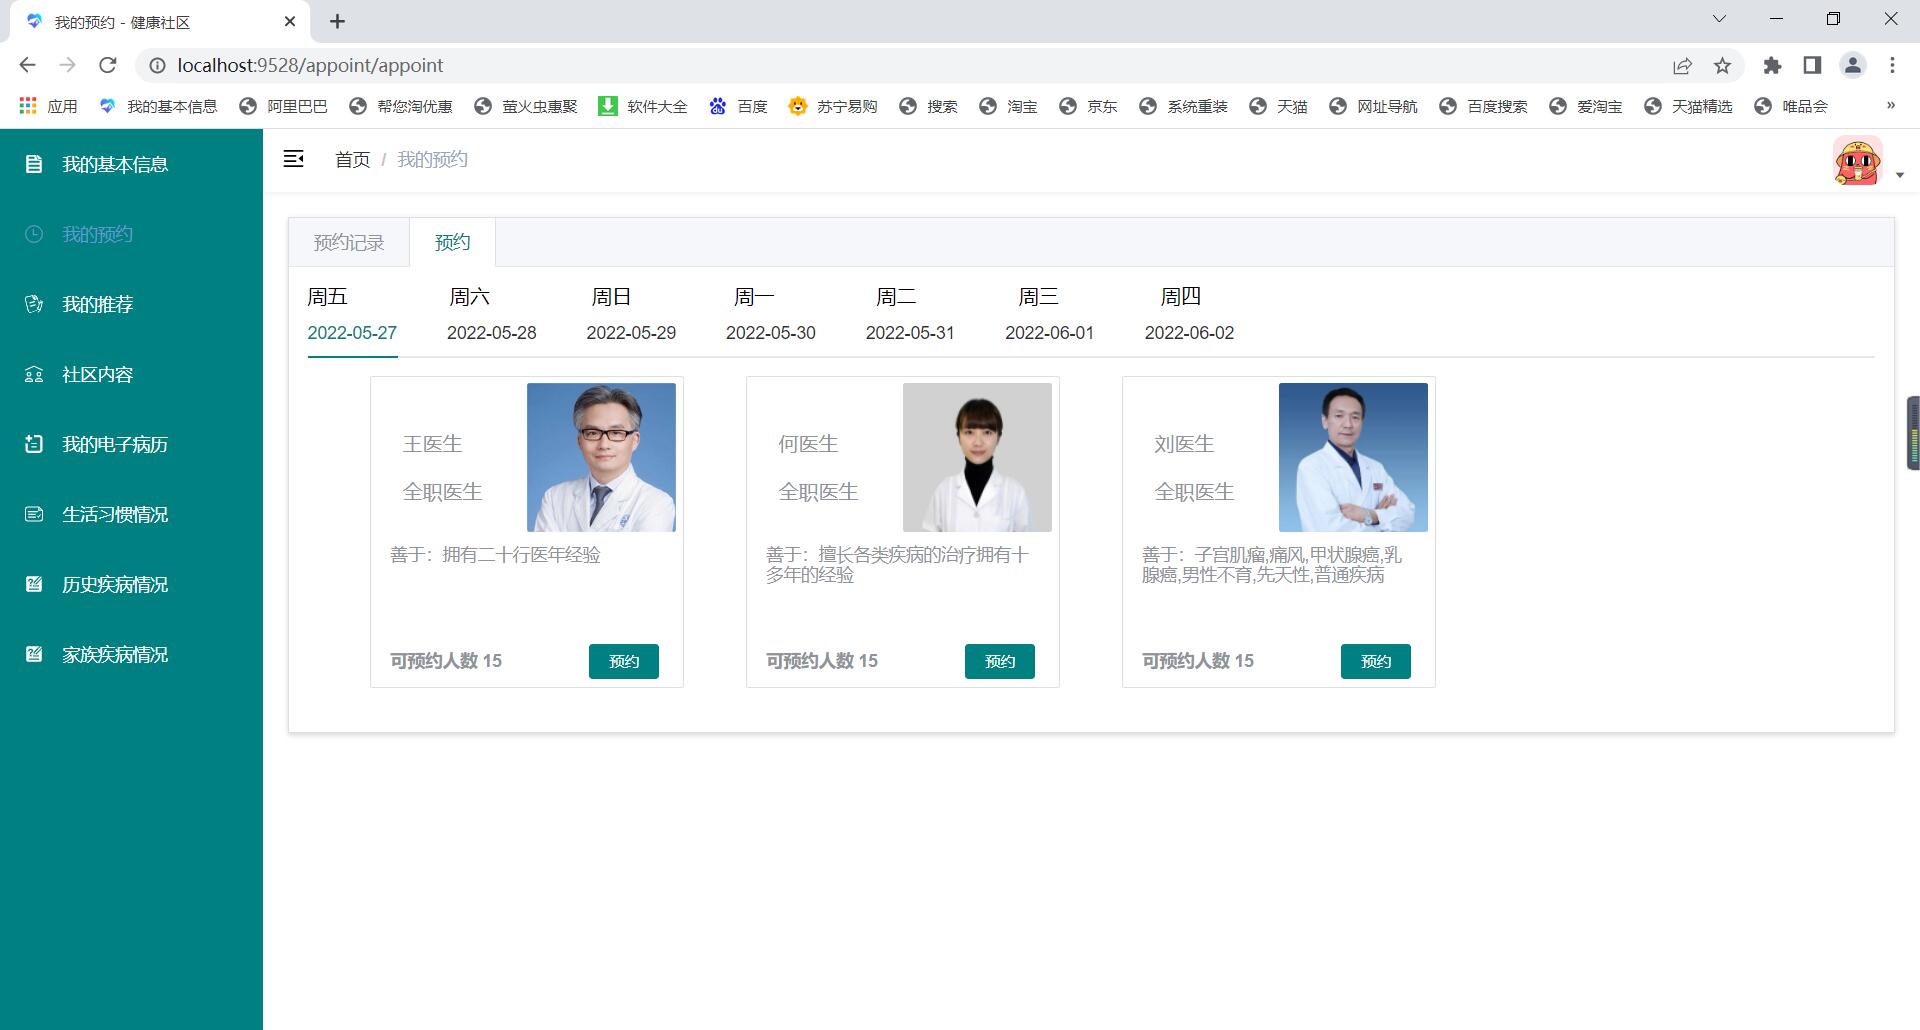 我的预约 - 健康社区
localhost:9528/appoint/appoint
应用 我的基本信息 阿里巴巴 帮您淘优惠 萤火虫惠聚 软件大全 百度 苏宁易购 搜索 淘宝 京东 系统重装 天猫 网址导航 百度搜索 爱淘宝 天猫精选 唯品会 »
我的基本信息
我的预约
我的推荐
社区内容
我的电子病历
生活习惯情况
历史疾病情况
家族疾病情况
首页 / 我的预约
预约记录 预约
周五 周六 周日 周一 周二 周三 周四
2022-05-27 2022-05-28 2022-05-29 2022-05-30 2022-05-31 2022-06-01 2022-06-02
王医生
全职医生
善于：拥有二十行医年经验
可预约人数 15 预约
何医生
全职医生
善于：擅长各类疾病的治疗拥有十
多年的经验
可预约人数 15 预约
刘医生
全职医生
善于：子宫肌瘤,痛风,甲状腺癌,乳
腺癌,男性不育,先天性,普通疾病
可预约人数 15 预约